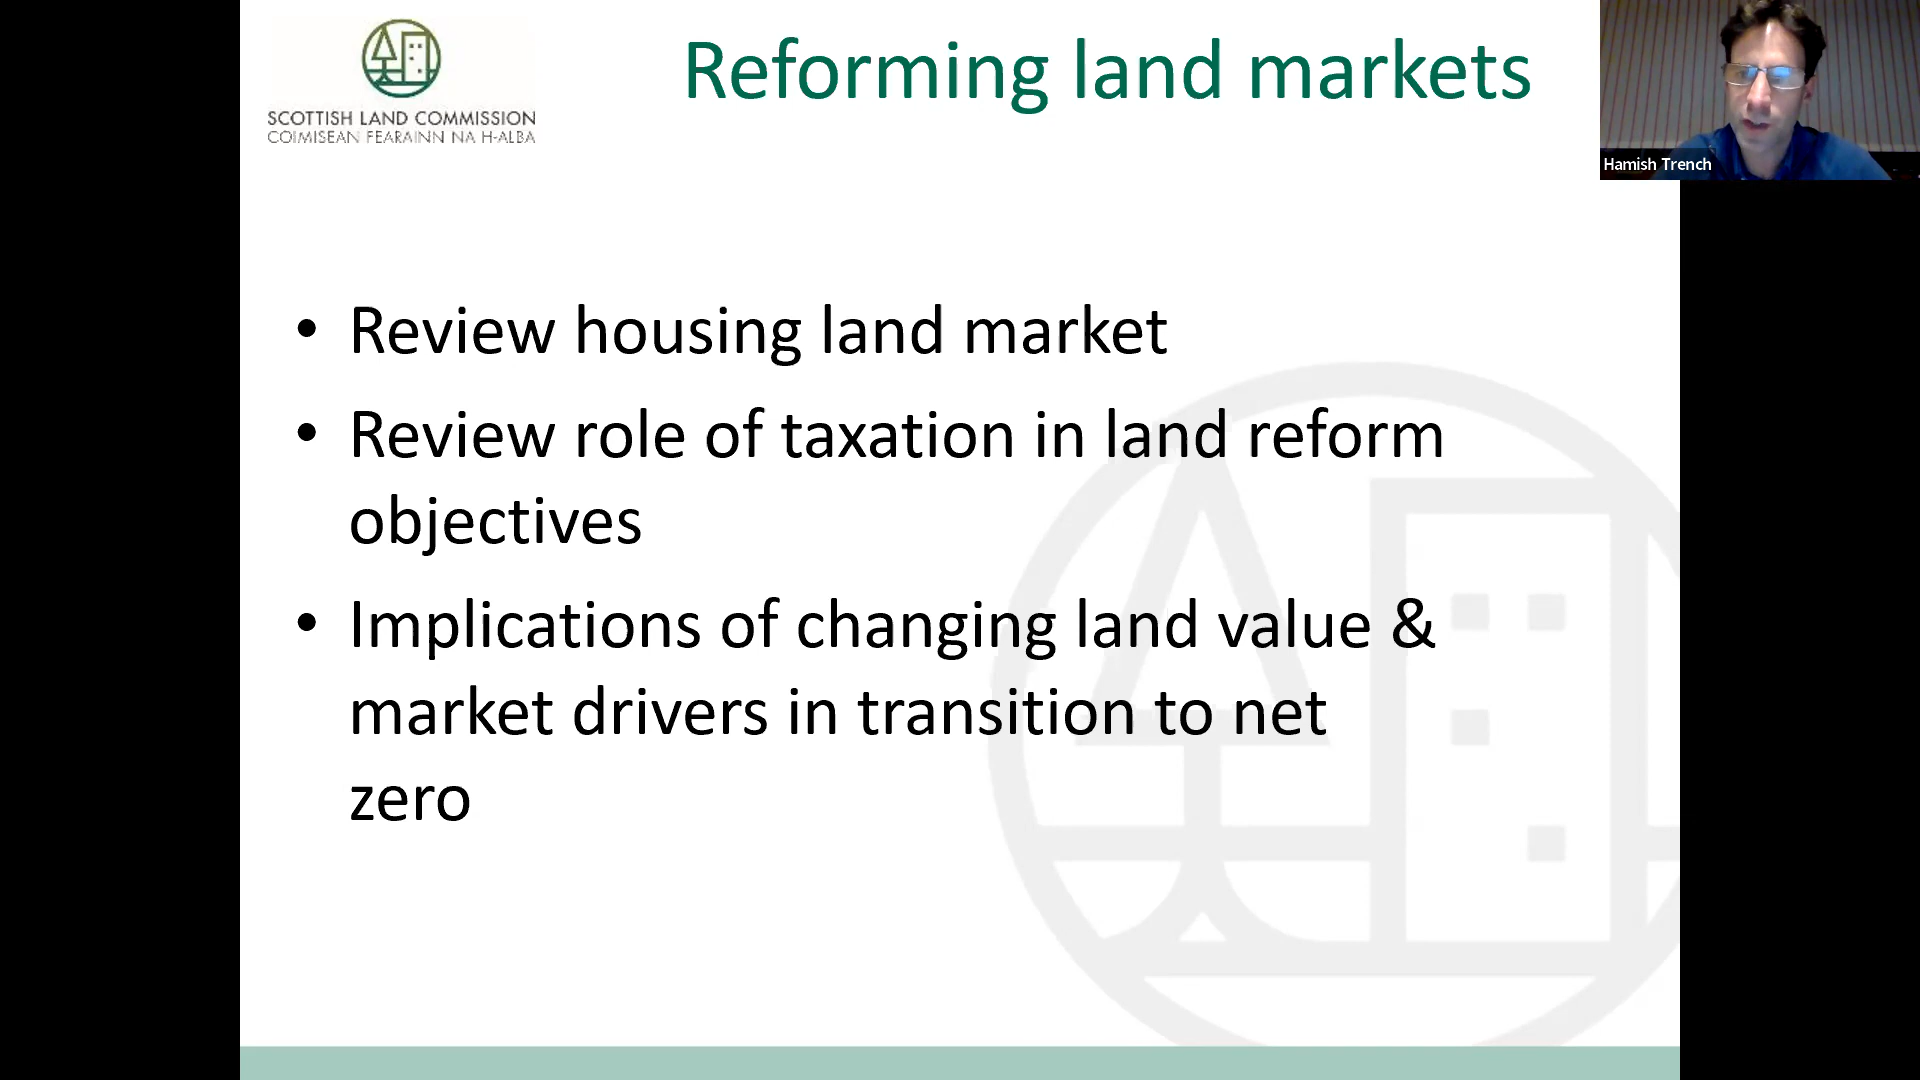 SCOTTISH LAND COMMISSION
COIMISEAN FEARAINN NA H-ALBA
Reforming land markets
Hamish Trench
• Review housing land market
• Review role of taxation in land reform
objectives
• Implications of changing land value &
market drivers in transition to net
zero